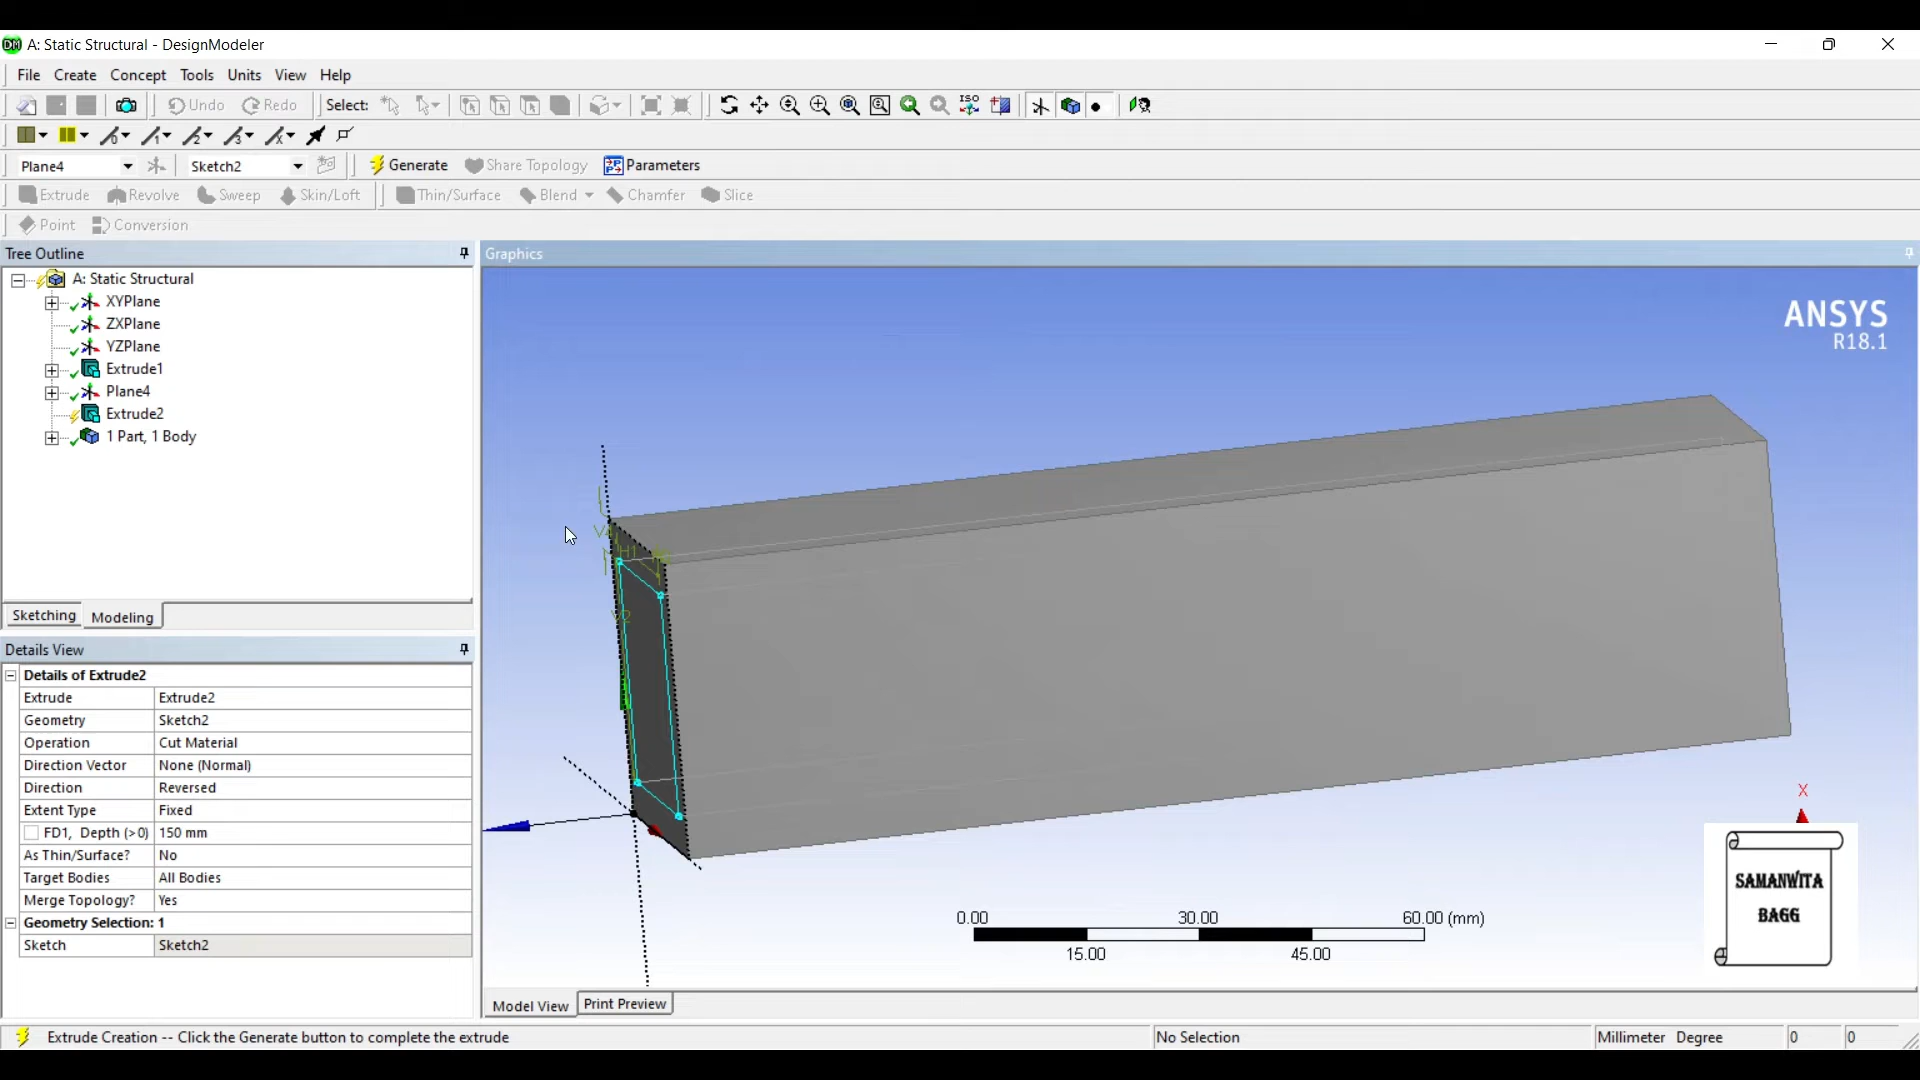 A: Static Structural - DesignModeler
File Create Concept Tools Units View Help
Undo Redo Select: ISO
Plane4 Sketch2 Generate Share Topology Parameters
Extrude Revolve Sweep Skin/Loft Thin/Surface Blend Chamfer Slice
Point Conversion
Tree Outline
A: Static Structural
XYPlane
ZXPlane
YZPlane
Extrude1
Plane4
Extrude2
1 Part, 1 Body
Sketching Modeling
Details View
Details of Extrude2
Extrude Extrude2
Geometry Sketch2
Operation Cut Material
Direction Vector None (Normal)
Direction Reversed
Extent Type Fixed
FD1, Depth (>0) 150 mm
As Thin/Surface? No
Target Bodies All Bodies
Merge Topology? Yes
Geometry Selection: 1
Sketch Sketch2
Graphics
ANSYS
R18.1
H1
V2
X
0.00 30.00 60.00 (mm)
15.00 45.00
SAMANWITA
BAGG
Model View Print Preview
Extrude Creation -- Click the Generate button to complete the extrude No Selection Millimeter Degree 0 0